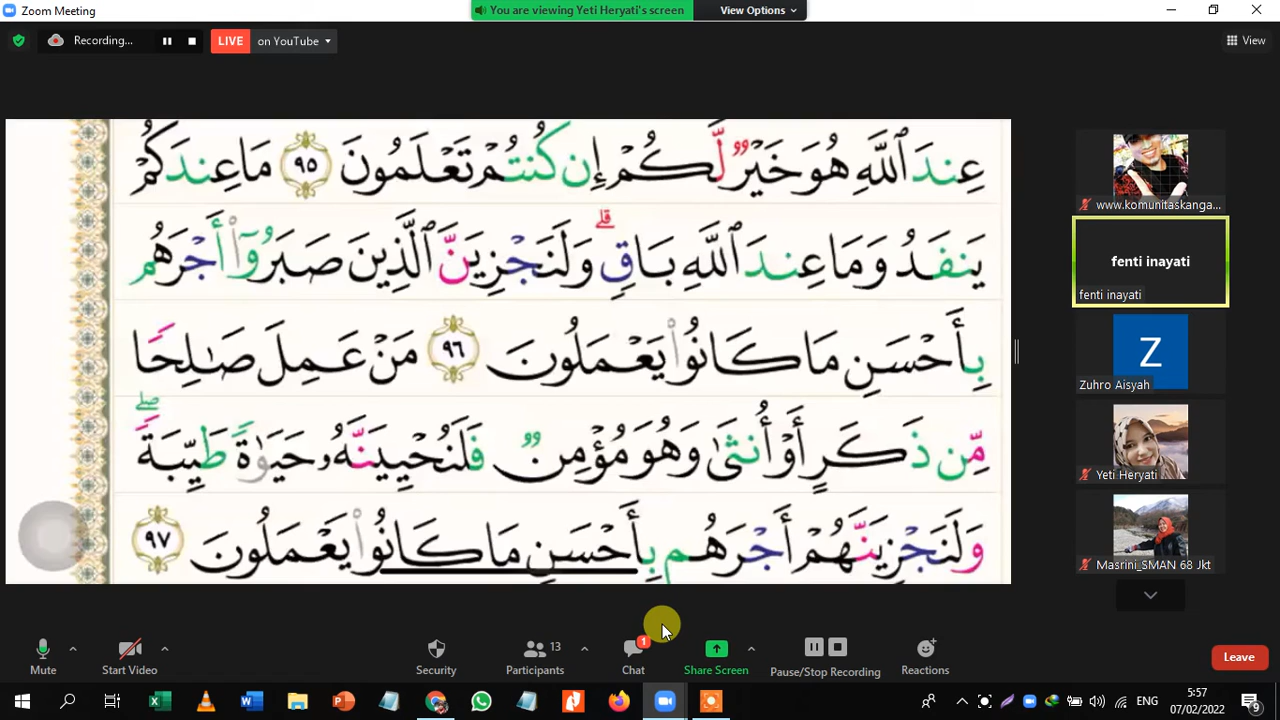 Zoom Meeting
You are viewing Yeti Heryati's screen
View Options
Recording...
LIVE
on YouTube
View
عِندَ ٱللَّهِ هُوَ خَيْرٌ لَّكُمْ إِن كُنتُمْ تَعْلَمُونَ ٩٥ مَا عِندَكُمْ
يَنفَدُ وَمَا عِندَ ٱللَّهِ بَاقٍ ۗ وَلَنَجْزِيَنَّ ٱلَّذِينَ صَبَرُوٓا۟ أَجْرَهُم
بِأَحْسَنِ مَا كَانُوا۟ يَعْمَلُونَ ٩٦ مَنْ عَمِلَ صَـٰلِحًا
مِّن ذَكَرٍ أَوْ أُنثَىٰ وَهُوَ مُؤْمِنٌ فَلَنُحْيِيَنَّهُۥ حَيَوٰةً طَيِّبَةً ۖ
وَلَنَجْزِيَنَّهُمْ أَجْرَهُم بِأَحْسَنِ مَا كَانُوا۟ يَعْمَلُونَ ٩٧
www.komunitaskanga...
fenti inayati
fenti inayati
Z
Zuhro Aisyah
Yeti Heryati
Masrini_SMAN 68 Jkt
Mute
Start Video
Security
Participants
13
Chat
1
Share Screen
Pause/Stop Recording
Reactions
Leave
ENG
5:57
07/02/2022
9